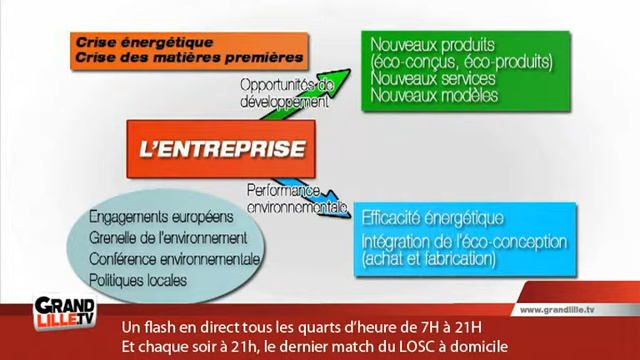 Crise énergétique
Crise des matières premières
Nouveaux produits
(éco-conçus, éco-produits)
Nouveaux services
Nouveaux modèles
Opportunités de
développement
L'ENTREPRISE
Performance
environnementale
Engagements européens
Grenelle de l'environnement
Conférence environnementale
Politiques locales
Efficacité énergétique
Intégration de l'éco-conception
(achat et fabrication)
GRAND
LILLE.TV
www.grandlille.tv
Un flash en direct tous les quarts d'heure de 7H à 21H
Et chaque soir à 21h, le dernier match du LOSC à domicile